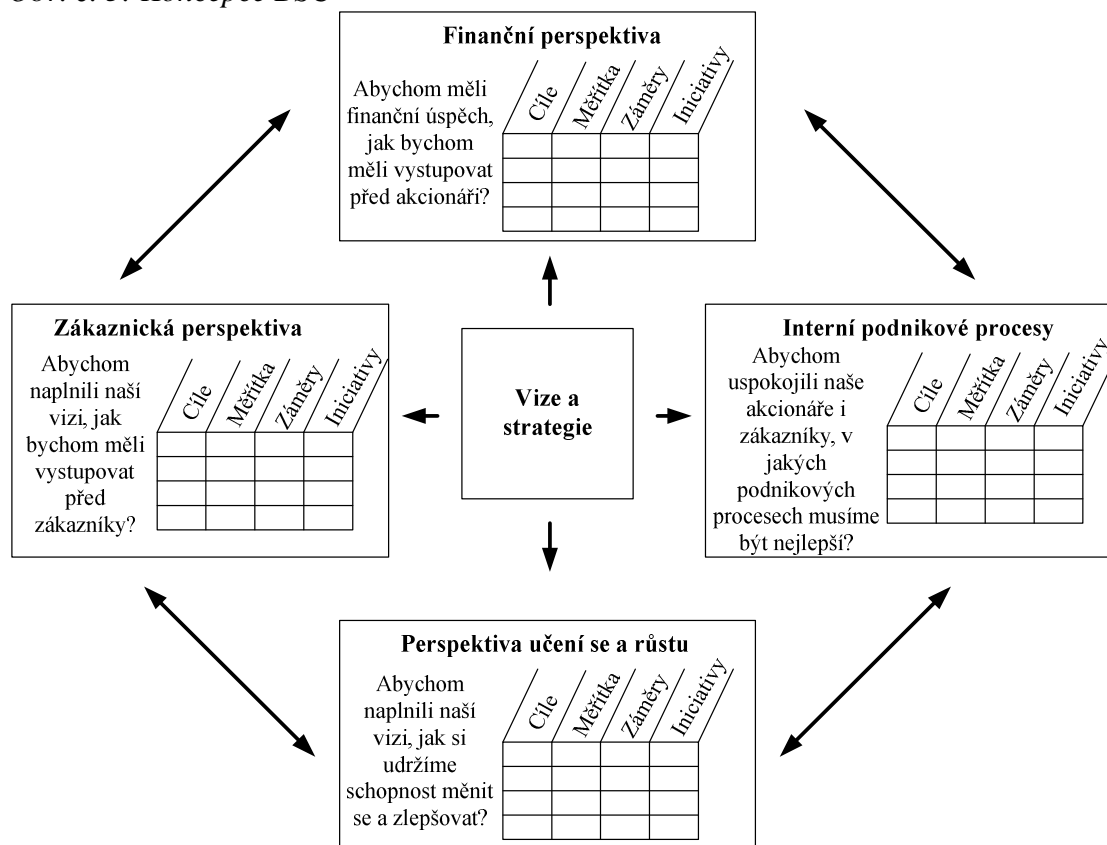 Finanční perspektiva
Abychom měli
finanční úspěch,
jak bychom
měli vystupovat
před akcionáři?
Cíle
Měřítka
Záměry
Iniciativy
Zákaznická perspektiva
Abychom
naplnili naší
vizi, jak
bychom měli
vystupovat
před
zákazníky?
Cíle
Měřítka
Záměry
Iniciativy
Vize a
strategie
Interní podnikové procesy
Abychom
uspokojili naše
akcionáře i
zákazníky, v
jakých
podnikových
procesech musíme
být nejlepší?
Cíle
Měřítka
Záměry
Iniciativy
Perspektiva učení se a růstu
Abychom
naplnili naší
vizi, jak si
udržíme
schopnost měnit
se a zlepšovat?
Cíle
Měřítka
Záměry
Iniciativy